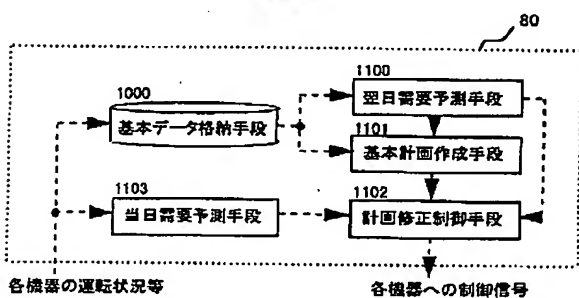 80
1000
基本データ格納手段
1100
翌日需要予測手段
1101
基本計画作成手段
1103
当日需要予測手段
1102
計画修正制御手段
各機器の運転状況等
各機器への制御信号